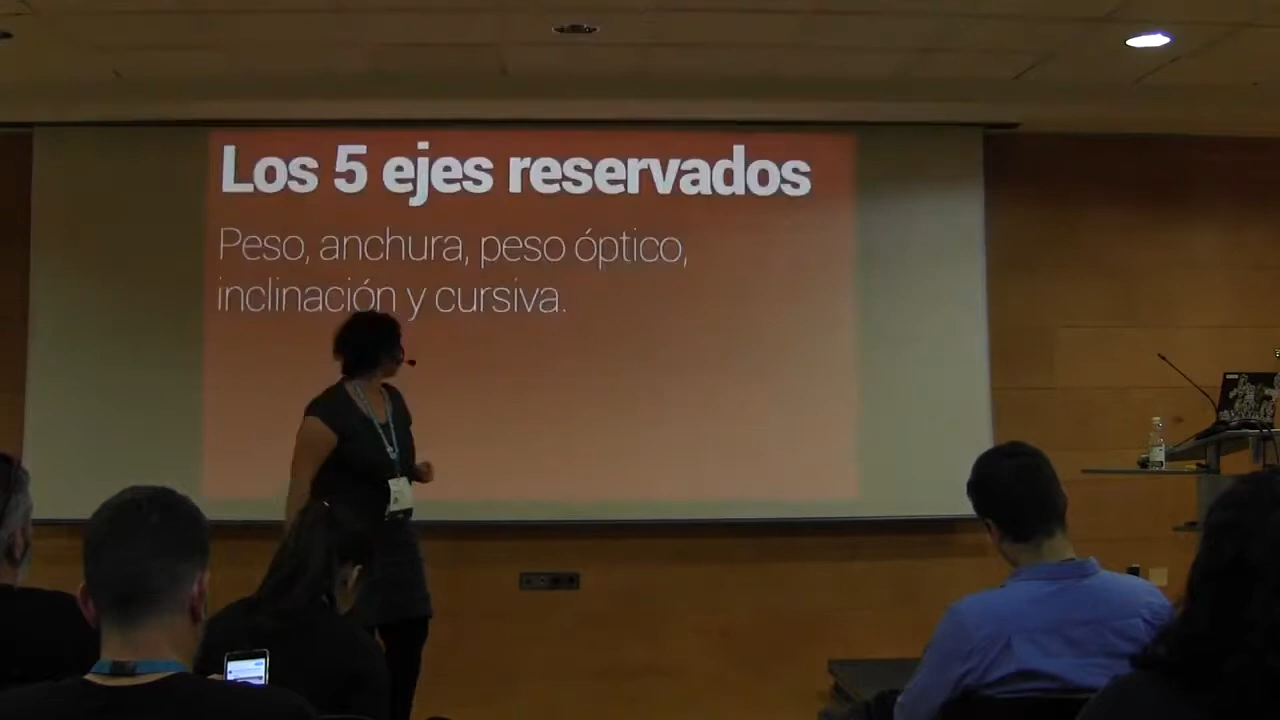 Los 5 ejes reservados
Peso, anchura, peso óptico,
inclinación y cursiva.